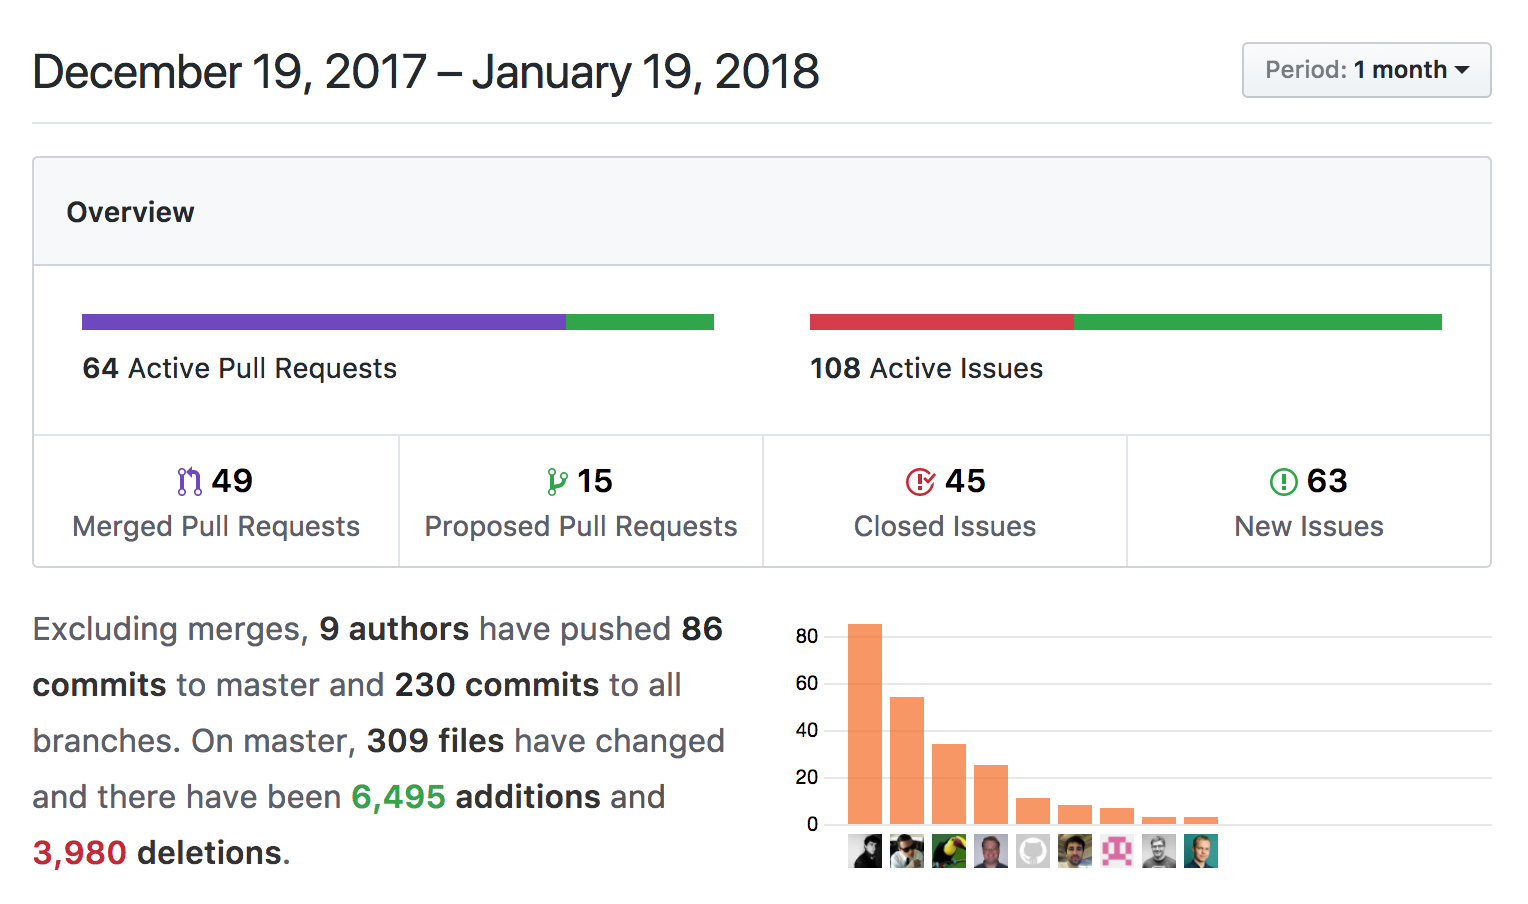 December 19, 2017 – January 19, 2018
Period: 1 month
Overview
64 Active Pull Requests
108 Active Issues
49
Merged Pull Requests
15
Proposed Pull Requests
45
Closed Issues
63
New Issues
Excluding merges, 9 authors have pushed 86
commits to master and 230 commits to all
branches. On master, 309 files have changed
and there have been 6,495 additions and
3,980 deletions.
80
60
40
20
0